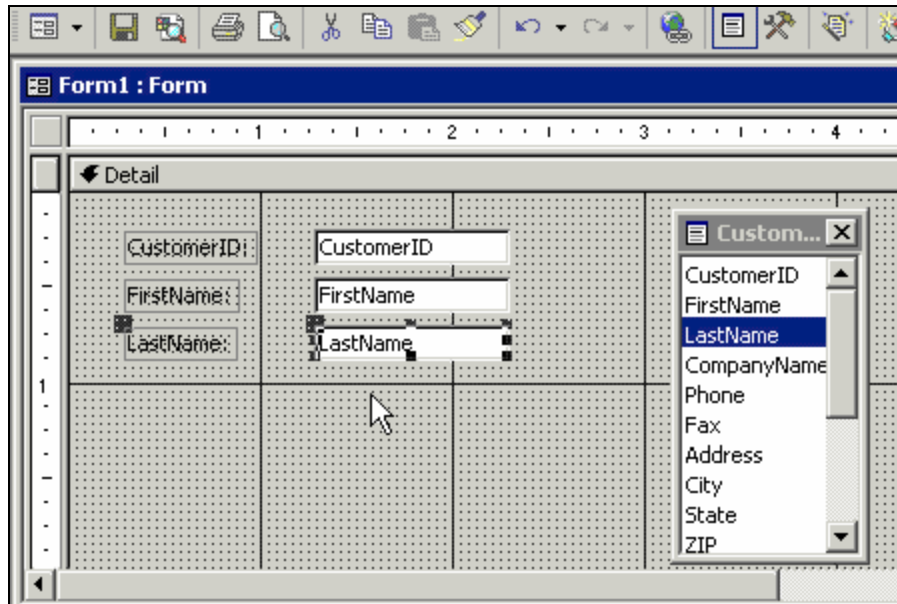 Form1 : Form
1 2 3 4
Detail
CustomerID: CustomerID
FirstName: FirstName
LastName: LastName
1
Custom...
CustomerID
FirstName
LastName
CompanyName
Phone
Fax
Address
City
State
ZIP